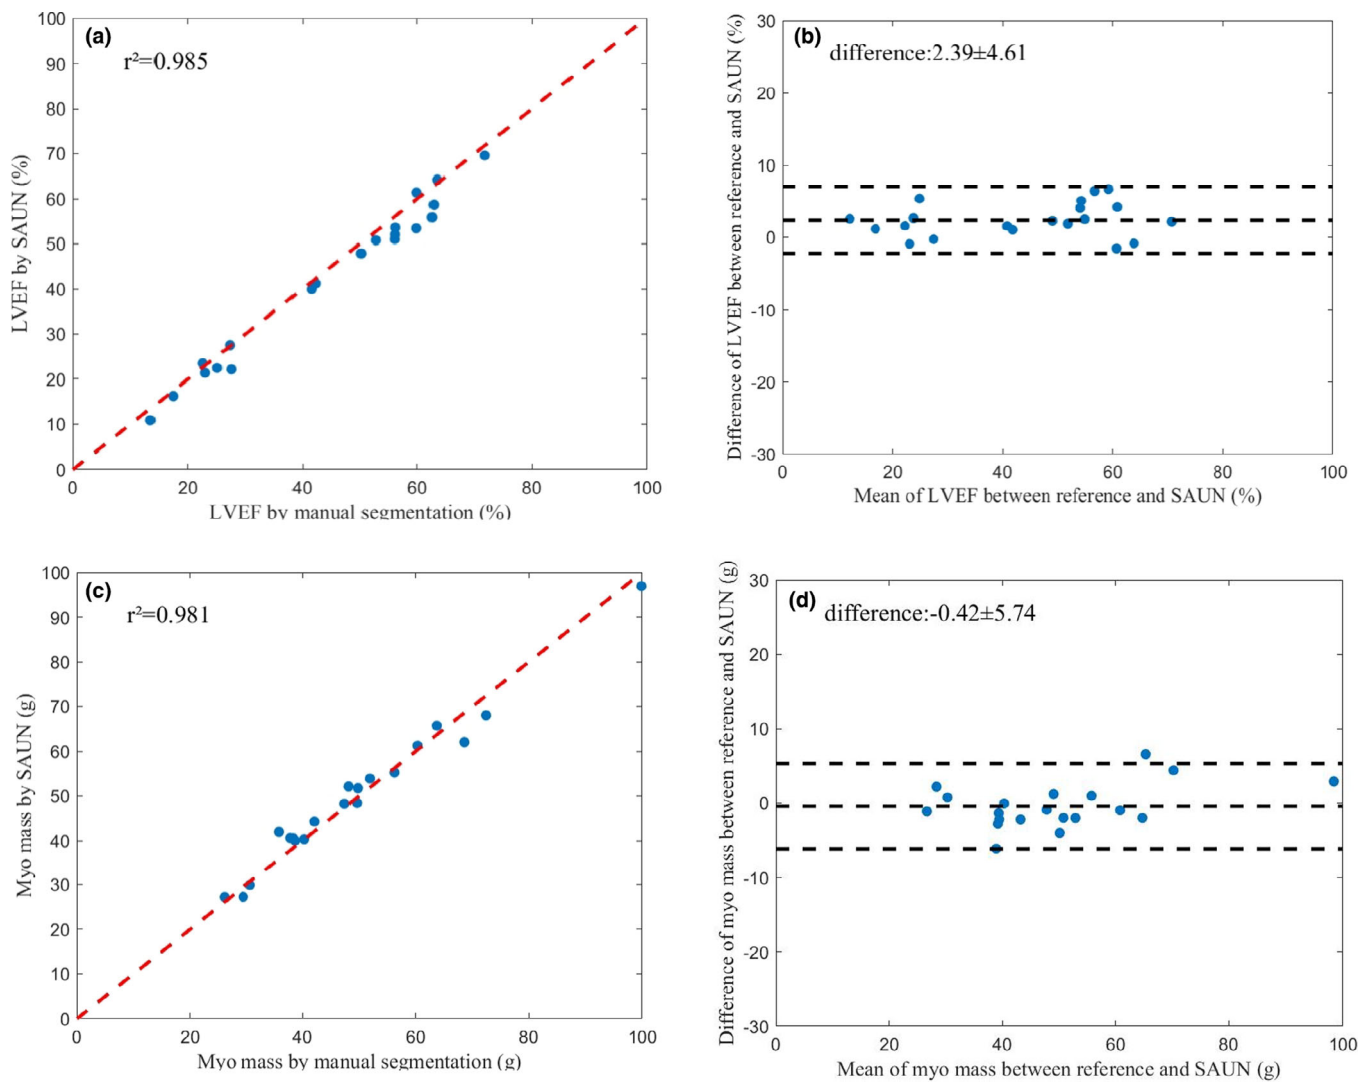 (a)
r²=0.985
LVEF by SAUN (%)
100
90
80
70
60
50
40
30
20
10
0
0 20 40 60 80 100
LVEF by manual segmentation (%)
(b)
difference:2.39±4.61
Difference of LVEF between reference and SAUN (%)
30
20
10
0
-10
-20
-30
0 20 40 60 80 100
Mean of LVEF between reference and SAUN (%)
(c)
r²=0.981
Myo mass by SAUN (g)
100
90
80
70
60
50
40
30
20
10
0
0 20 40 60 80 100
Myo mass by manual segmentation (g)
(d)
difference:-0.42±5.74
Difference of myo mass between reference and SAUN (g)
30
20
10
0
-10
-20
-30
0 20 40 60 80 100
Mean of myo mass between reference and SAUN (g)